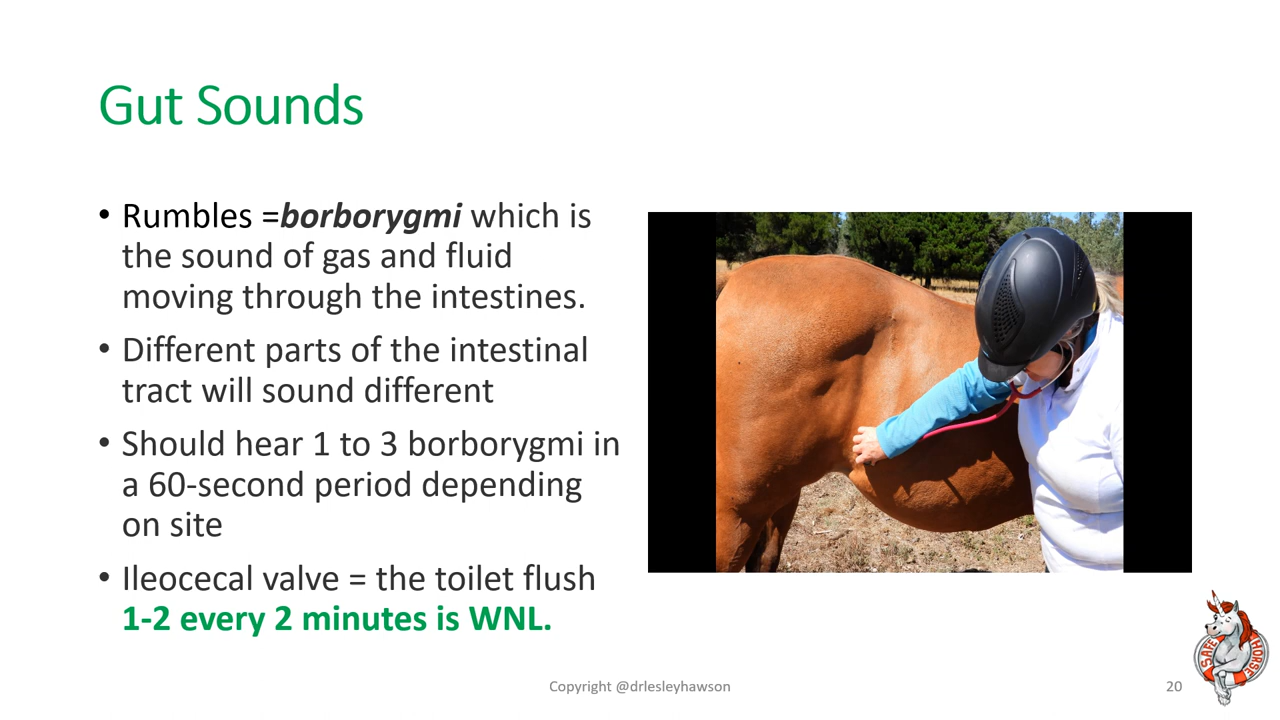 Gut Sounds
• Rumbles =borborygmi which is
the sound of gas and fluid
moving through the intestines.
• Different parts of the intestinal
tract will sound different
• Should hear 1 to 3 borborygmi in
a 60-second period depending
on site
• Ileocecal valve = the toilet flush
1-2 every 2 minutes is WNL.
Copyright @drlesleyhawson
20
SAFE HORSE